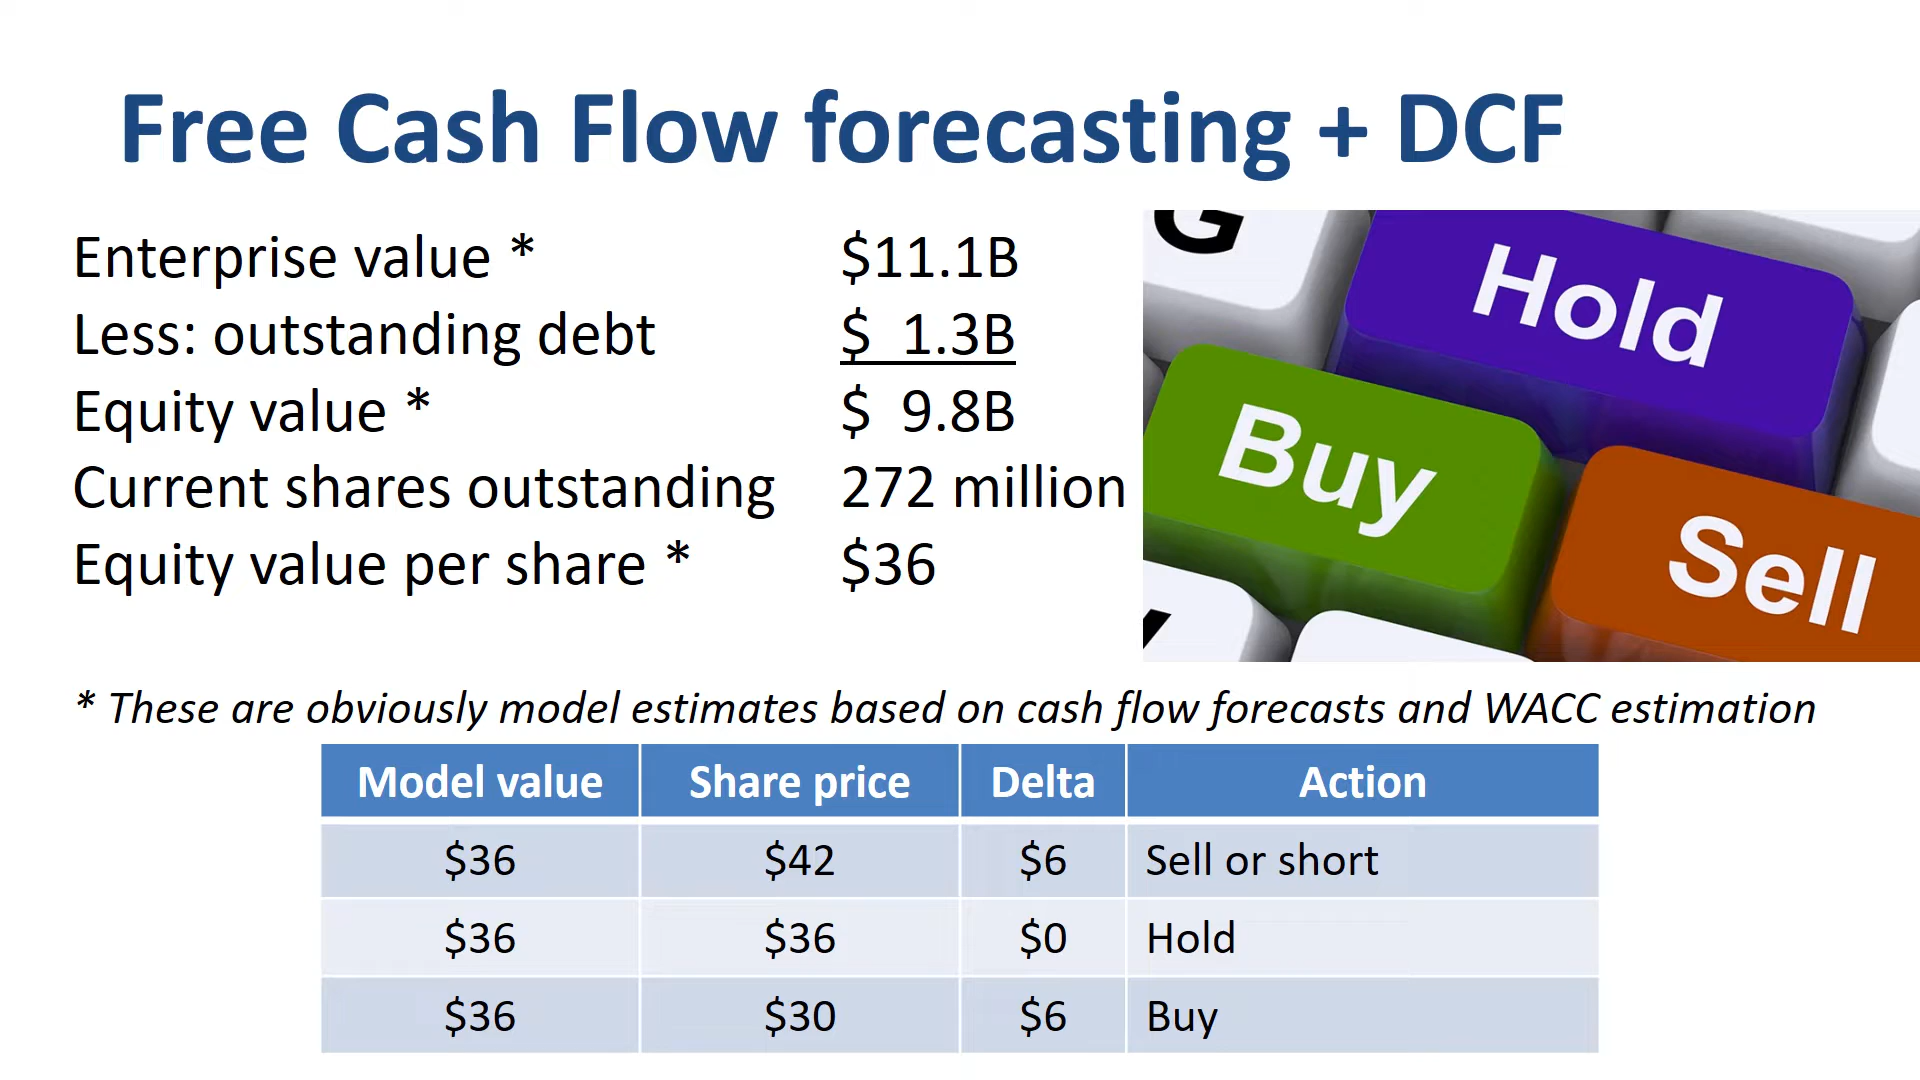 Free Cash Flow forecasting + DCF
Enterprise value * $11.1B
Less: outstanding debt $ 1.3B
Equity value * $ 9.8B
Current shares outstanding 272 million
Equity value per share * $36
G
Hold
Buy
Sell
* These are obviously model estimates based on cash flow forecasts and WACC estimation
Model value Share price Delta Action
$36 $42 $6 Sell or short
$36 $36 $0 Hold
$36 $30 $6 Buy